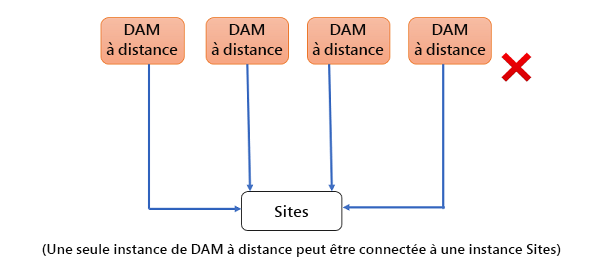 DAM
à distance
DAM
à distance
DAM
à distance
DAM
à distance
Sites
(Une seule instance de DAM à distance peut être connectée à une instance Sites)